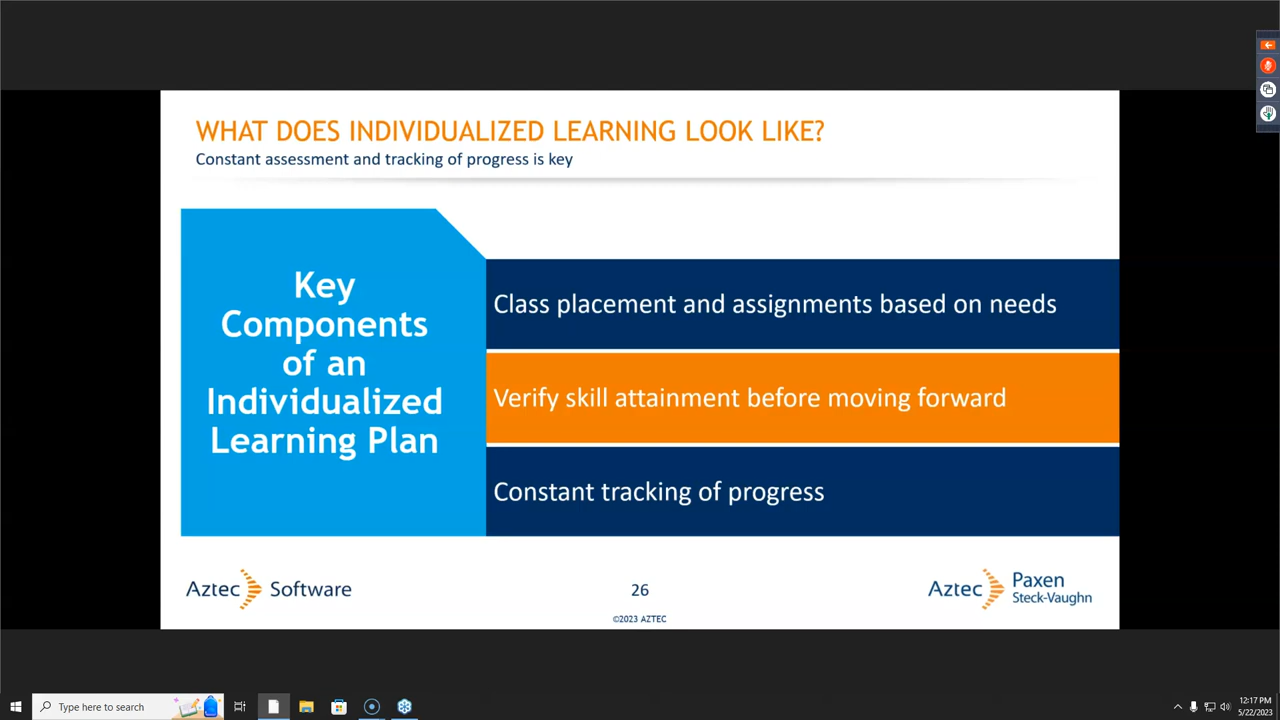 WHAT DOES INDIVIDUALIZED LEARNING LOOK LIKE?
Constant assessment and tracking of progress is key
Key
Components
of an
Individualized
Learning Plan
Class placement and assignments based on needs
Verify skill attainment before moving forward
Constant tracking of progress
Aztec Software
26
©2023 AZTEC
Aztec Paxen
Steck-Vaughn
Type here to search
12:17 PM
5/22/2023